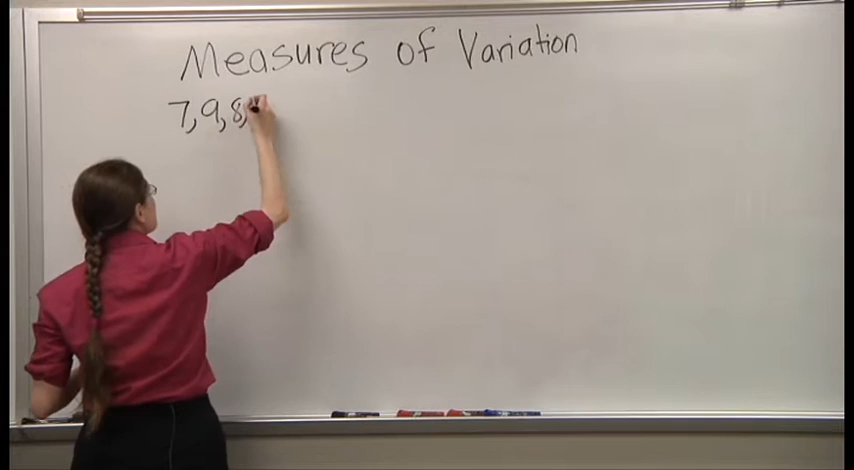 Measures of Variation
7,9,8,